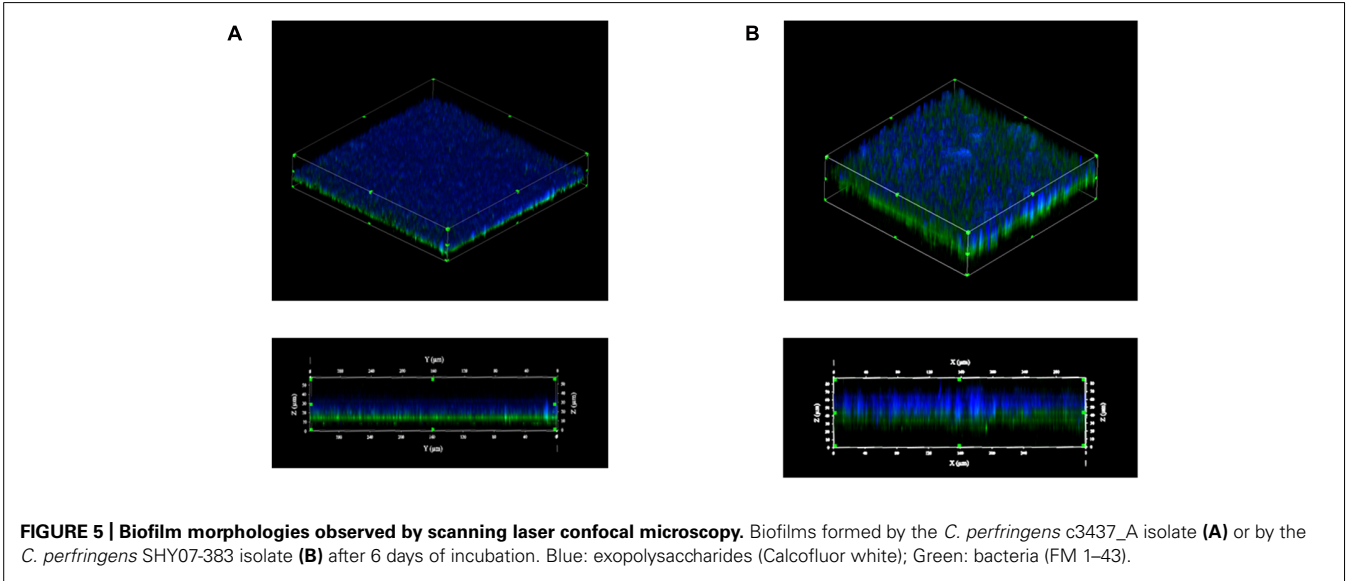 A
B
Y (µm)
Z (µm)
Z (µm)
Y (µm)
X (µm)
Z (µm)
Z (µm)
X (µm)
FIGURE 5 | Biofilm morphologies observed by scanning laser confocal microscopy. Biofilms formed by the C. perfringens c3437_A isolate (A) or by the
C. perfringens SHY07-383 isolate (B) after 6 days of incubation. Blue: exopolysaccharides (Calcofluor white); Green: bacteria (FM 1–43).